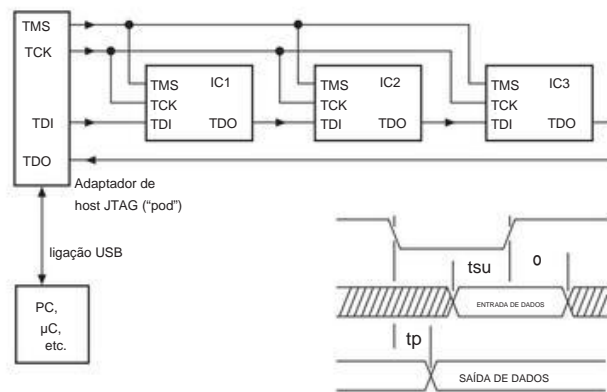 TMS
TCK
TDI
TDO
TMS
TCK
TDI
IC1
TDO
TMS
TCK
TDI
IC2
TDO
TMS
TCK
TDI
IC3
TDO
Adaptador de
host JTAG (“pod”)
ligação USB
PC,
µC,
etc.
tsu
o
ENTRADA DE DADOS
tp
SAÍDA DE DADOS